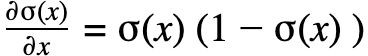 ∂σ(x)/∂x = σ(x) (1 − σ(x) )